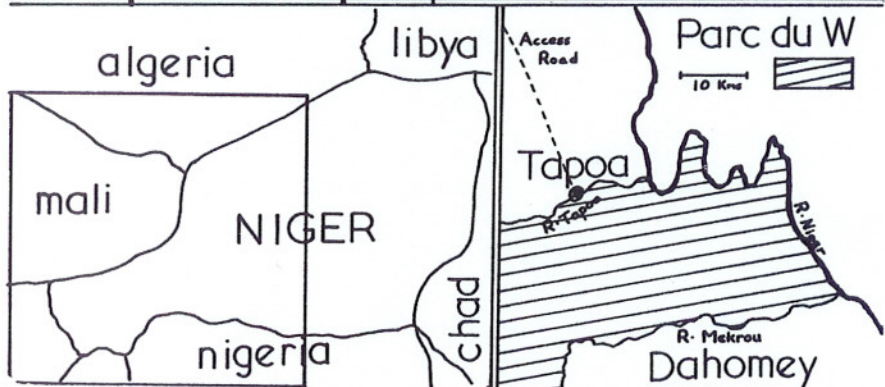 algeria
libya
mali
NIGER
chad
nigeria
Access
Road
Parc du W
10 Kms
Tapoa
R. Tapoa
R. Niger
R. Mekrou
Dahomey